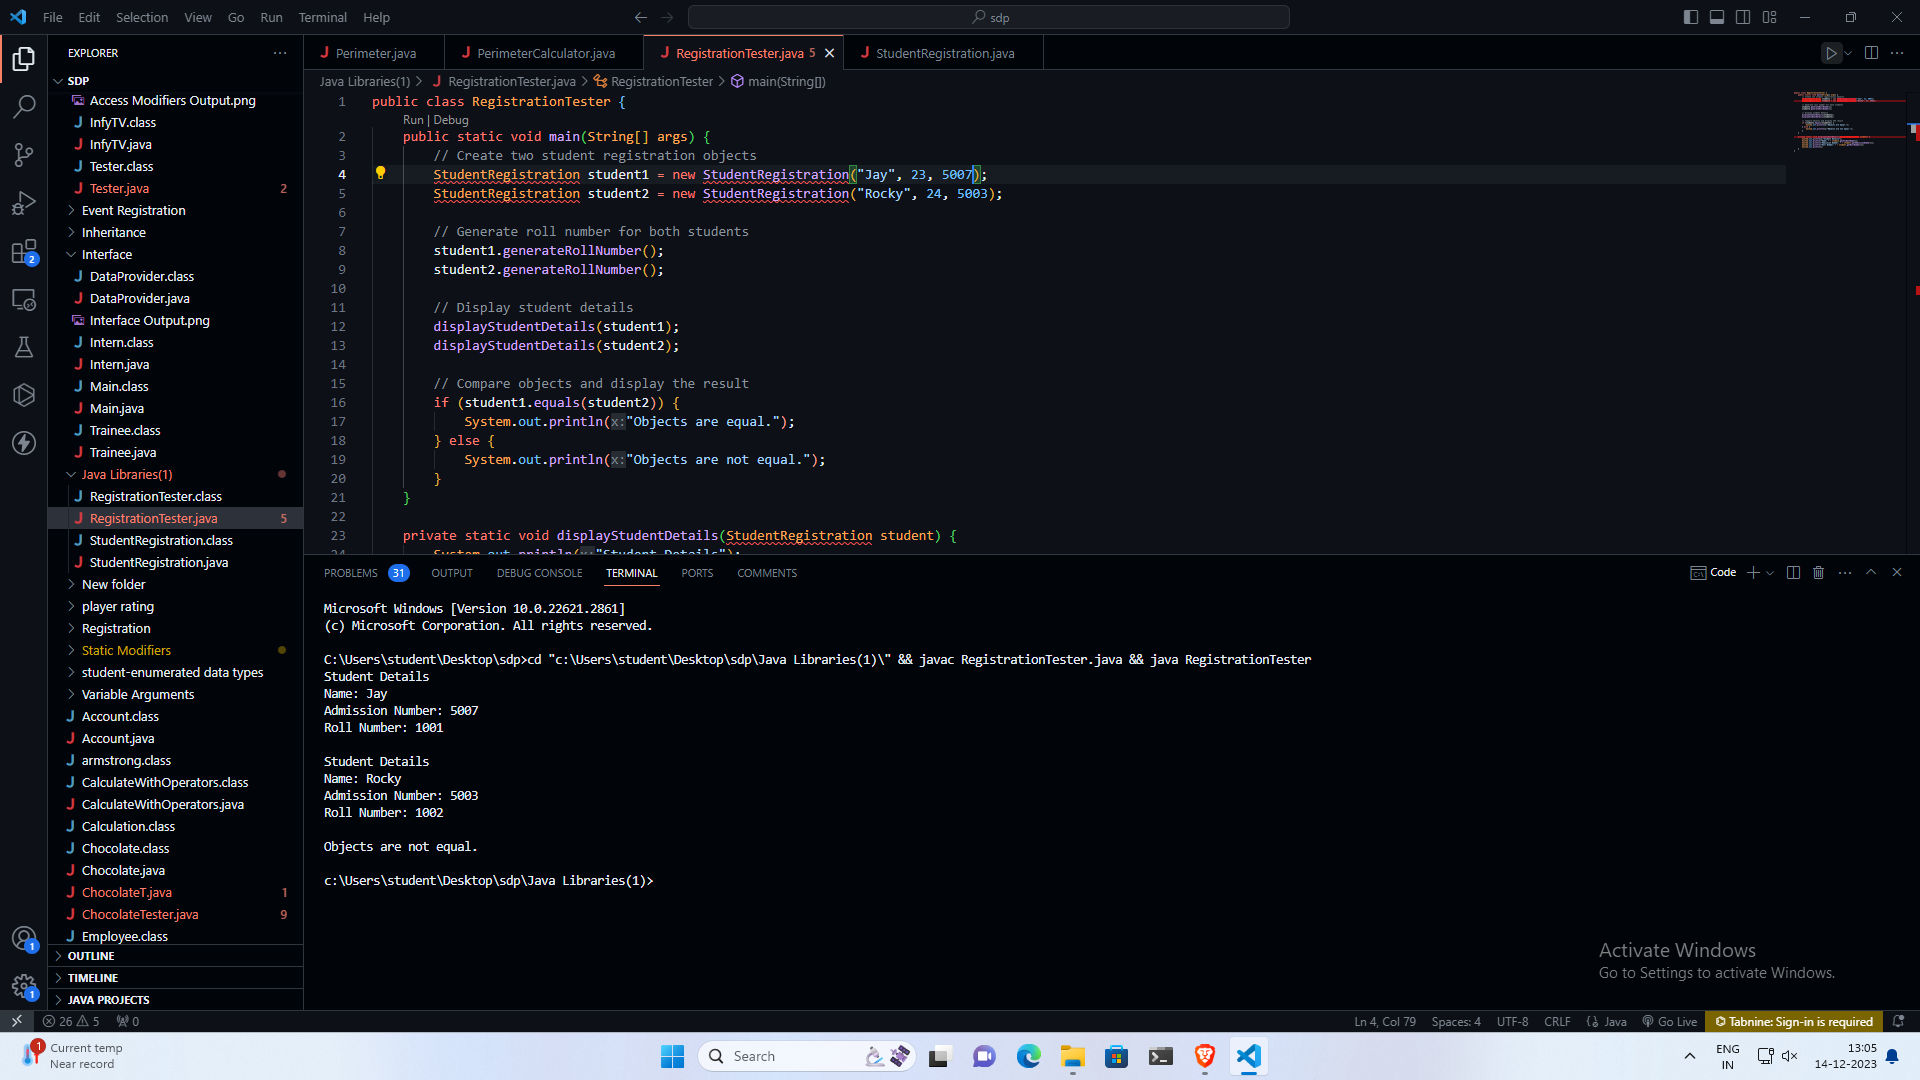 File Edit Selection View Go Run Terminal Help
sdp
EXPLORER
SDP
Access Modifiers Output.png
InfyTV.class
InfyTV.java
Tester.class
Tester.java 2
Event Registration
Inheritance
Interface
DataProvider.class
DataProvider.java
Interface Output.png
Intern.class
Intern.java
Main.class
Main.java
Trainee.class
Trainee.java
Java Libraries(1)
RegistrationTester.class
RegistrationTester.java 5
StudentRegistration.class
StudentRegistration.java
New folder
player rating
Registration
Static Modifiers
student-enumerated data types
Variable Arguments
Account.class
Account.java
armstrong.class
CalculateWithOperators.class
CalculateWithOperators.java
Calculation.class
Chocolate.class
Chocolate.java
ChocolateT.java 1
ChocolateTester.java 9
Employee.class
OUTLINE
TIMELINE
JAVA PROJECTS
2
1
1
Perimeter.java PerimeterCalculator.java RegistrationTester.java 5 StudentRegistration.java
Java Libraries(1) > RegistrationTester.java > RegistrationTester > main(String[])
1 public class RegistrationTester {
Run | Debug
2 public static void main(String[] args) {
3 // Create two student registration objects
4 StudentRegistration student1 = new StudentRegistration("Jay", 23, 5007);
5 StudentRegistration student2 = new StudentRegistration("Rocky", 24, 5003);
6
7 // Generate roll number for both students
8 student1.generateRollNumber();
9 student2.generateRollNumber();
10
11 // Display student details
12 displayStudentDetails(student1);
13 displayStudentDetails(student2);
14
15 // Compare objects and display the result
16 if (student1.equals(student2)) {
17 System.out.println(x:"Objects are equal.");
18 } else {
19 System.out.println(x:"Objects are not equal.");
20 }
21 }
22
23 private static void displayStudentDetails(StudentRegistration student) {
24 System.out.println(x:"Student Details");
PROBLEMS 31 OUTPUT DEBUG CONSOLE TERMINAL PORTS COMMENTS
Code
Microsoft Windows [Version 10.0.22621.2861]
(c) Microsoft Corporation. All rights reserved.
C:\Users\student\Desktop\sdp>cd "c:\Users\student\Desktop\sdp\Java Libraries(1)\" && javac RegistrationTester.java && java RegistrationTester
Student Details
Name: Jay
Admission Number: 5007
Roll Number: 1001
Student Details
Name: Rocky
Admission Number: 5003
Roll Number: 1002
Objects are not equal.
c:\Users\student\Desktop\sdp\Java Libraries(1)>
Activate Windows
Go to Settings to activate Windows.
26 5 0
Ln 4, Col 79 Spaces: 4 UTF-8 CRLF Java Go Live Tabnine: Sign-in is required
1
Current temp
Near record
Search
ENG
IN
13:05
14-12-2023